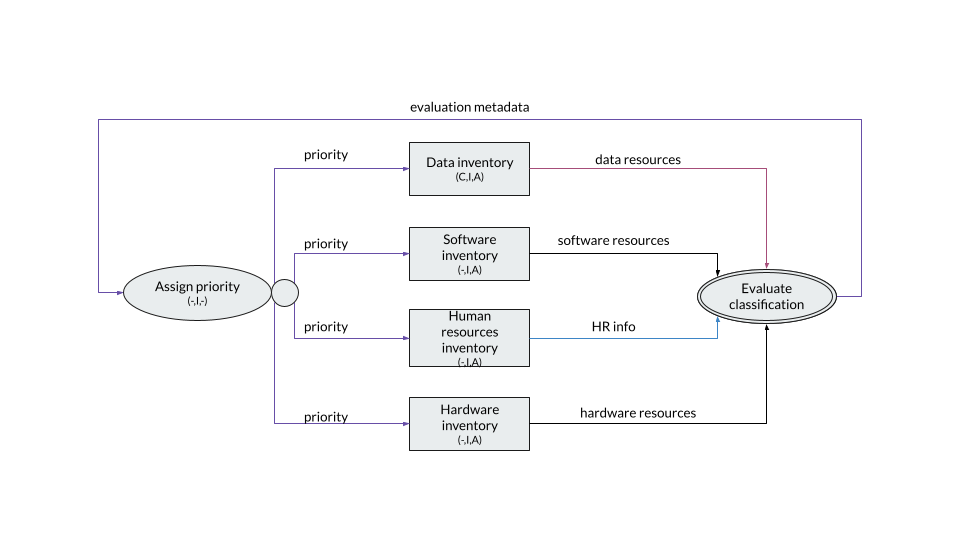 evaluation metadata
priority
Data inventory
(C,I,A)
data resources
priority
Software
inventory
(-,I,A)
software resources
Assign priority
(-,I,-)
Evaluate
classification
priority
Human
resources
inventory
(-,I,A)
HR info
priority
Hardware
inventory
(-,I,A)
hardware resources